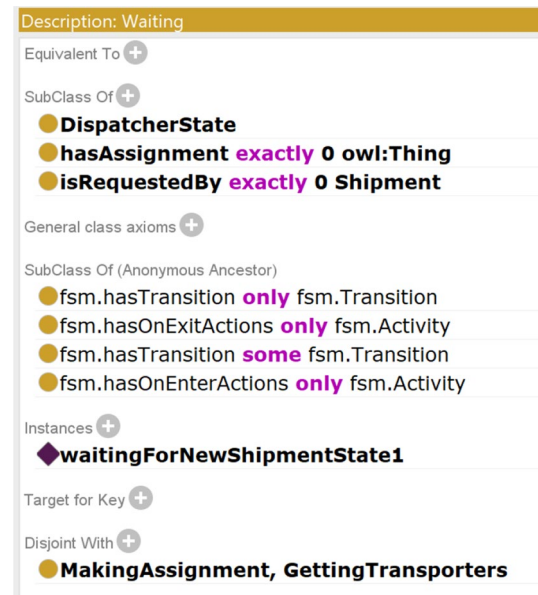 Description: Waiting
Equivalent To
SubClass Of
DispatcherState
hasAssignment exactly 0 owl:Thing
isRequestedBy exactly 0 Shipment
General class axioms
SubClass Of (Anonymous Ancestor)
fsm.hasTransition only fsm.Transition
fsm.hasOnExitActions only fsm.Activity
fsm.hasTransition some fsm.Transition
fsm.hasOnEnterActions only fsm.Activity
Instances
waitingForNewShipmentState1
Target for Key
Disjoint With
MakingAssignment, GettingTransporters